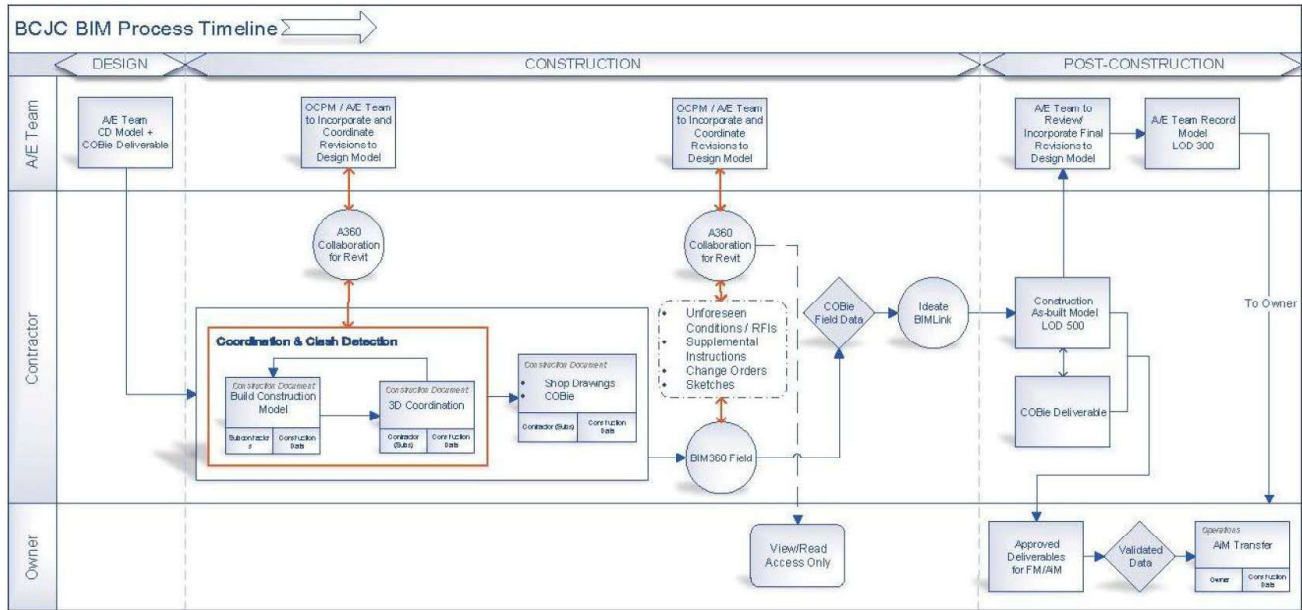 BCJC BIM Process Timeline
DESIGN
CONSTRUCTION
POST-CONSTRUCTION
A/E Team
A/E Team
CD Model +
COBie Deliverable
OCPM / A/E Team
to Incorporate and
Coordinate
Revisions to
Design Model
OCPM / A/E Team
to Incorporate and
Coordinate
Revisions to
Design Model
A/E Team to
Review/
Incorporate Final
Revisions to
Design Model
A/E Team Record
Model
LOD 300
Contractor
A360
Collaboration
for Revit
A360
Collaboration
for Revit
Coordination & Clash Detection
Construction Document
Build Construction
Model
Construction
Data
Construction Document
3D Coordination
Contractor
(Subs)
Construction
Data
Construction Document
• Shop Drawings
• COBie
Contractor (Subs)
Construction
Data
• Unforeseen
Conditions / RFIs
• Supplemental
Instructions
• Change Orders
• Sketches
BIM360 Field
COBie
Field Data
Ideate
BIMLink
Construction
As-built Model
LOD 500
COBie Deliverable
To Owner
Owner
View/Read
Access Only
Approved
Deliverables
for FM/AiM
Validated
Data
Operations
AiM Transfer
Owner
Construction
Data